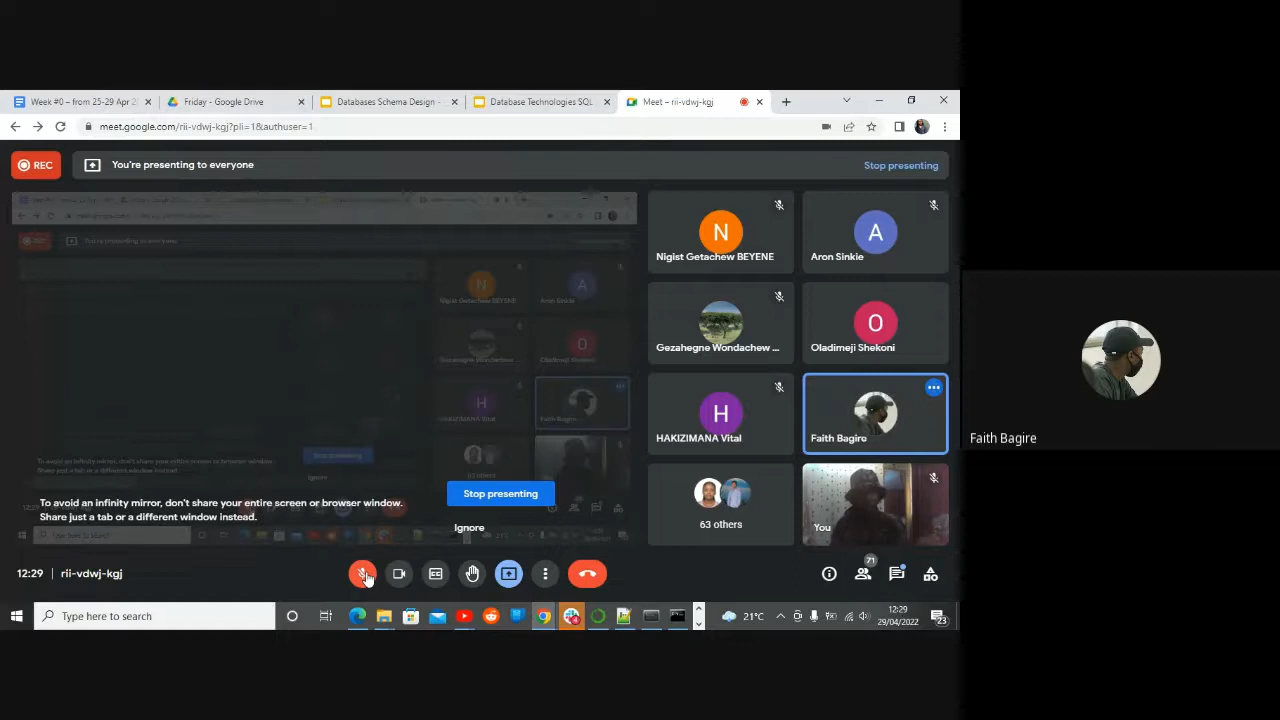 Week #0 – from 25-29 Apr 2
Friday - Google Drive
Databases Schema Design -
Database Technologies SQL
Meet – rii-vdwj-kgj
meet.google.com/rii-vdwj-kgj?pli=1&authuser=1
REC
You're presenting to everyone
Stop presenting
N
Nigist Getachew BEYENE
A
Aron Sinkie
Gezahegne Wondachew ...
O
Oladimeji Shekoni
H
HAKIZIMANA Vital
Faith Bagire
63 others
You
To avoid an infinity mirror, don't share your entire screen or browser window.
Share just a tab or a different window instead.
Stop presenting
Ignore
12:29 | rii-vdwj-kgj
71
Type here to search
21°C
12:29
29/04/2022
23
Faith Bagire